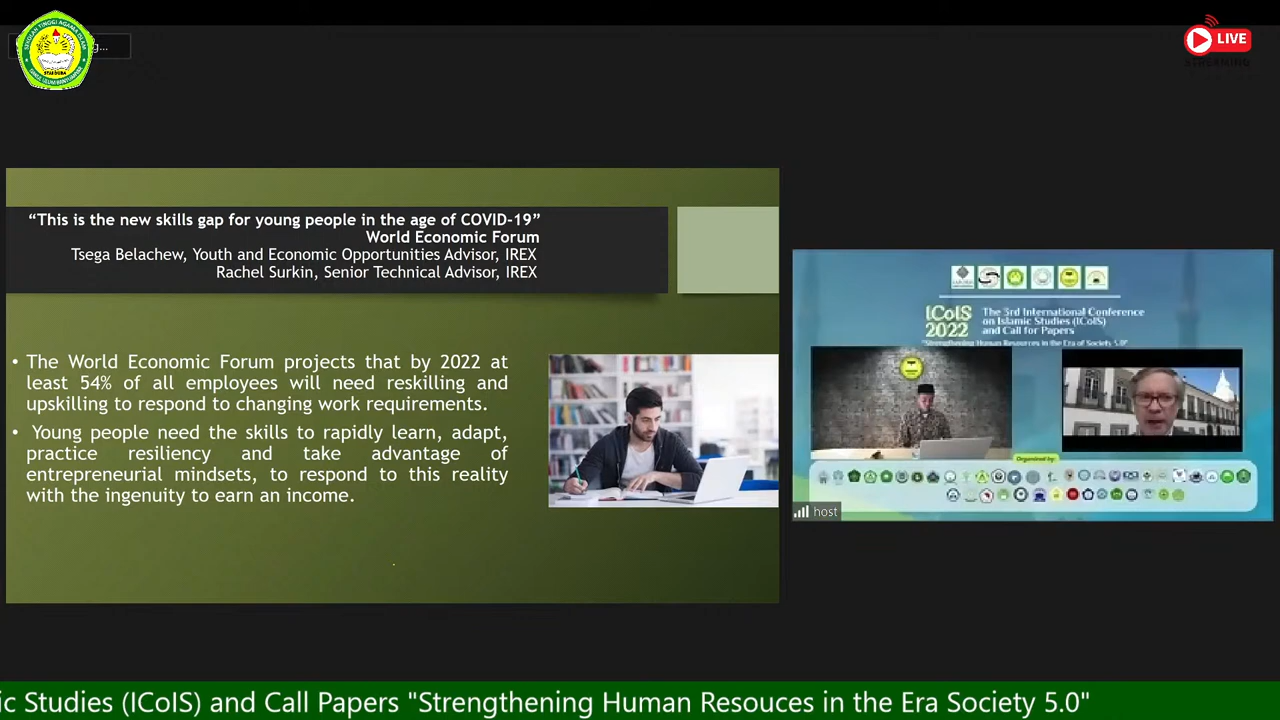 SEKOLAH TINGGI AGAMA ISLAM
LIVE
STREAMING
“This is the new skills gap for young people in the age of COVID-19”
World Economic Forum
Tsega Belachew, Youth and Economic Opportunities Advisor, IREX
Rachel Surkin, Senior Technical Advisor, IREX
• The World Economic Forum projects that by 2022 at
least 54% of all employees will need reskilling and
upskilling to respond to changing work requirements.
• Young people need the skills to rapidly learn, adapt,
practice resiliency and take advantage of
entrepreneurial mindsets, to respond to this reality
with the ingenuity to earn an income.
ICoIS
2022
The 3rd International Conference
on Islamic Studies (ICoIS)
and Call for Papers
"Strengthening Human Resources in the Era of Society 5.0"
Organized by:
host
ic Studies (ICoIS) and Call Papers "Strengthening Human Resouces in the Era Society 5.0"